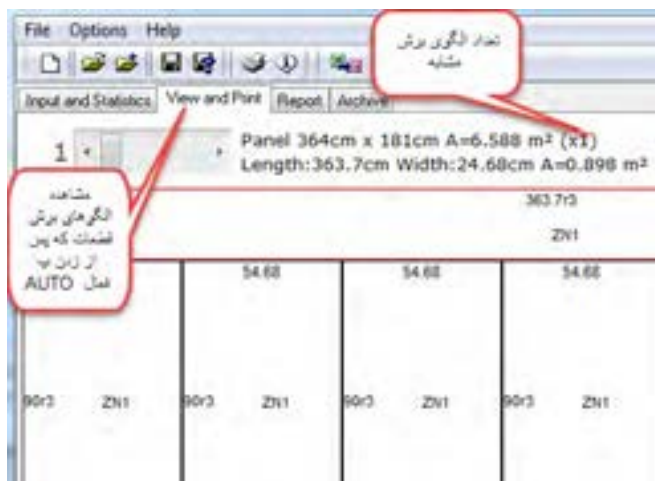 File Options Help
تعداد الگوی برش
مشابه
Input and Statistics View and Print Report Archive
1 Panel 364cm x 181cm A=6.588 m² (x1)
Length:363.7cm Width:24.68cm A=0.898 m²
مشاهده
الگوهای برش
قطعات که پس
از زدن
AUTO فعال
363.7r3
ZN1
54.68 54.68 54.68
90r3 ZN1 90r3 ZN1 90r3 ZN1 90r3 ZN1